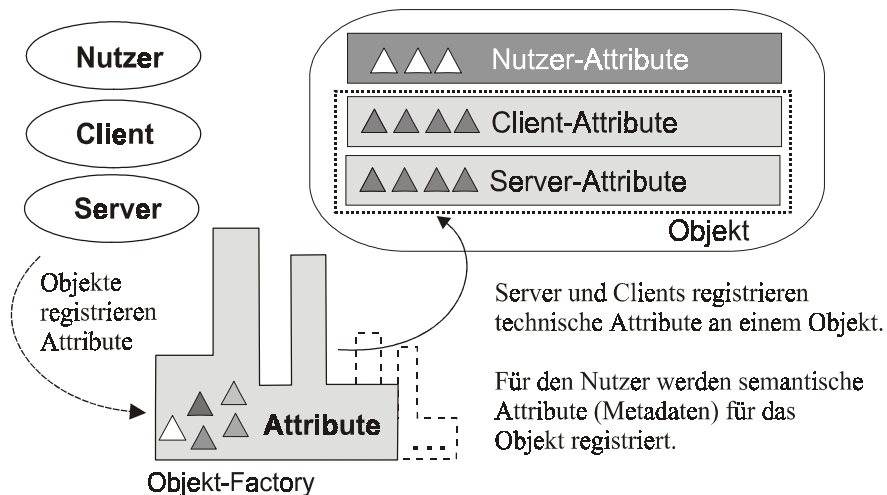 Nutzer
Client
Server
Nutzer-Attribute
Client-Attribute
Server-Attribute
Objekt
Objekte
registrieren
Attribute
Attribute
...
Objekt-Factory
Server und Clients registrieren
technische Attribute an einem Objekt.
Für den Nutzer werden semantische
Attribute (Metadaten) für das
Objekt registriert.